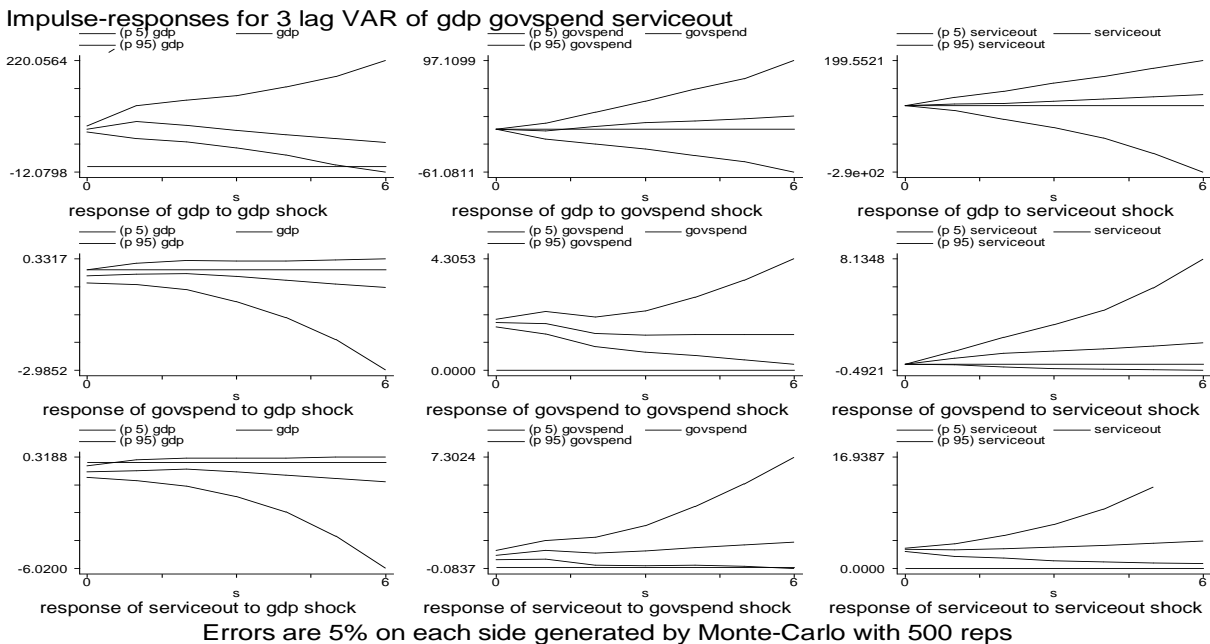 Impulse-responses for 3 lag VAR of gdp govspend serviceout
(p 5) gdp gdp
(p 95) gdp
220.0564
-12.0798
0 6
s
response of gdp to gdp shock
(p 5) govspend govspend
(p 95) govspend
97.1099
-61.0811
0 6
s
response of gdp to govspend shock
(p 5) serviceout serviceout
(p 95) serviceout
199.5521
-2.9e+02
0 6
s
response of gdp to serviceout shock
(p 5) gdp gdp
(p 95) gdp
0.3317
-2.9852
0 6
s
response of govspend to gdp shock
(p 5) govspend govspend
(p 95) govspend
4.3053
0.0000
0 6
s
response of govspend to govspend shock
(p 5) serviceout serviceout
(p 95) serviceout
8.1348
-0.4921
0 6
s
response of govspend to serviceout shock
(p 5) gdp gdp
(p 95) gdp
0.3188
-6.0200
0 6
s
response of serviceout to gdp shock
(p 5) govspend govspend
(p 95) govspend
7.3024
-0.0837
0 6
s
response of serviceout to govspend shock
(p 5) serviceout serviceout
(p 95) serviceout
16.9387
0.0000
0 6
s
response of serviceout to serviceout shock
Errors are 5% on each side generated by Monte-Carlo with 500 reps